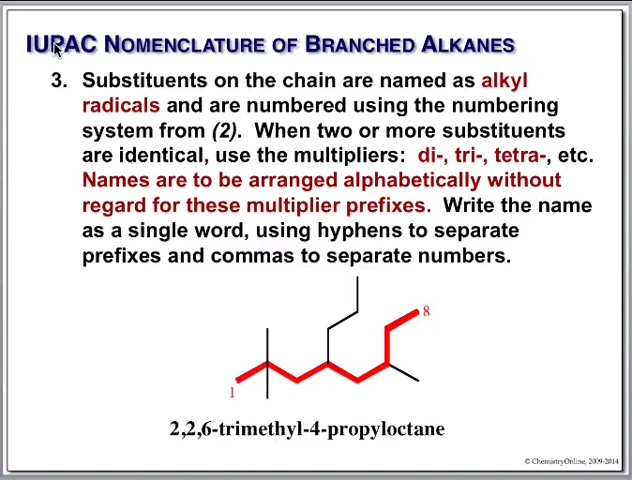 IUPAC NOMENCLATURE OF BRANCHED ALKANES
3. Substituents on the chain are named as alkyl
radicals and are numbered using the numbering
system from (2). When two or more substituents
are identical, use the multipliers: di-, tri-, tetra-, etc.
Names are to be arranged alphabetically without
regard for these multiplier prefixes. Write the name
as a single word, using hyphens to separate
prefixes and commas to separate numbers.
8
1
2,2,6-trimethyl-4-propyloctane
© ChemistryOnline, 2009-2014